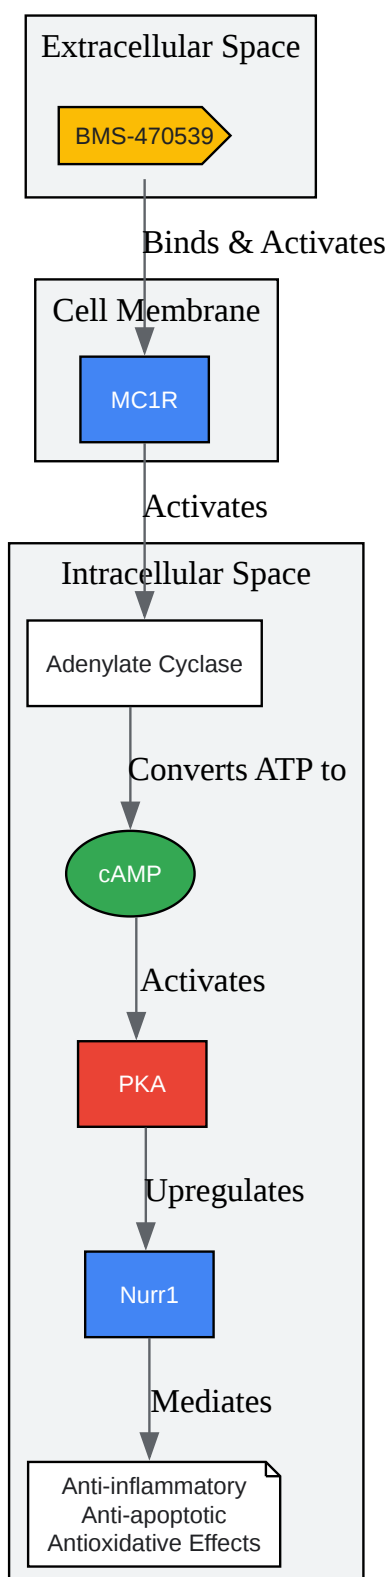 Extracellular Space
BMS-470539
Binds & Activates
Cell Membrane
MC1R
Activates
Intracellular Space
Adenylate Cyclase
Converts ATP to
cAMP
Activates
PKA
Upregulates
Nurr1
Mediates
Anti-inflammatory
Anti-apoptotic
Antioxidative Effects